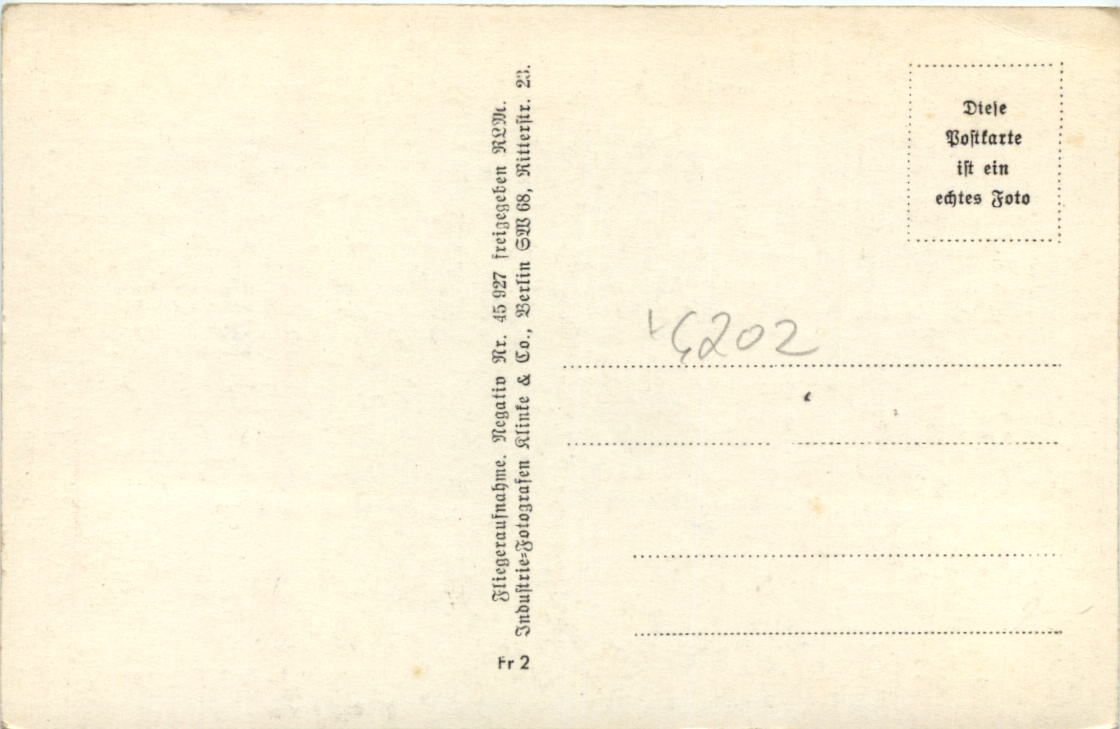 Fliegeraufnahme. Negativ Nr. 45 927 freigegeben RLM.
Industrie-Fotografen Klinke & Co., Berlin SW 68, Ritterstr. 23.
Fr 2
Diese
Postkarte
ist ein
echtes Foto